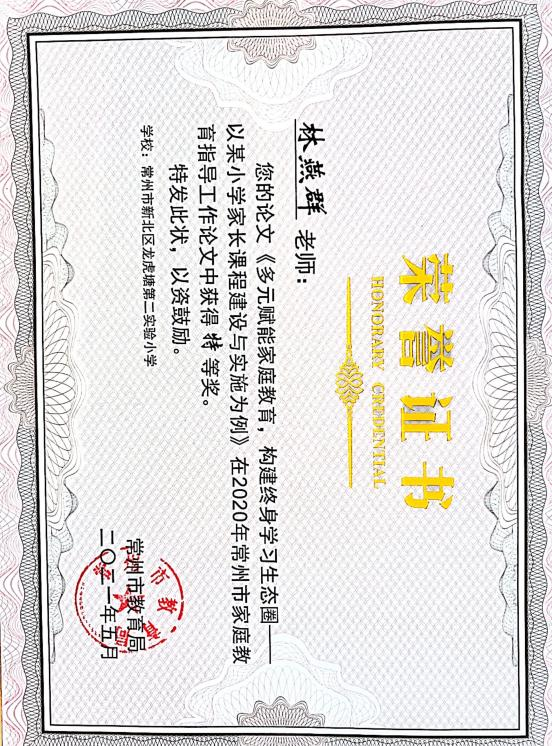 荣誉证书
HONORARY CREDENTIAL
林燕群 老师：
您的论文《多元赋能家庭教育，构建终身学习生态圈——
以某小学家长课程建设与实施为例》在2020年常州市家庭教
育指导工作论文中获得 特 等奖。
特发此状，以资鼓励。
学校：常州市新北区龙虎塘第二实验小学
常州市教育局
二〇二一年五月